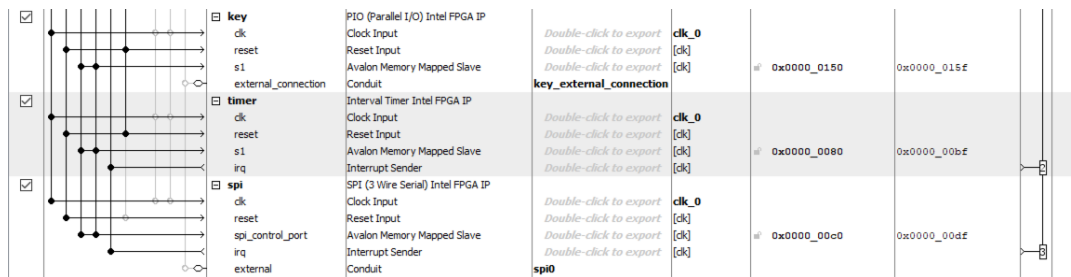 key PIO (Parallel I/O) Intel FPGA IP
clk Clock Input Double-click to export clk_0
reset Reset Input Double-click to export [clk]
s1 Avalon Memory Mapped Slave Double-click to export [clk] 0x0000_0150 0x0000_015f
external_connection Conduit key_external_connection
timer Interval Timer Intel FPGA IP
clk Clock Input Double-click to export clk_0
reset Reset Input Double-click to export [clk]
s1 Avalon Memory Mapped Slave Double-click to export [clk] 0x0000_0080 0x0000_00bf
irq Interrupt Sender Double-click to export [clk] 2
spi SPI (3 Wire Serial) Intel FPGA IP
clk Clock Input Double-click to export clk_0
reset Reset Input Double-click to export [clk]
spi_control_port Avalon Memory Mapped Slave Double-click to export [clk] 0x0000_00c0 0x0000_00df
irq Interrupt Sender Double-click to export [clk] 3
external Conduit spi0